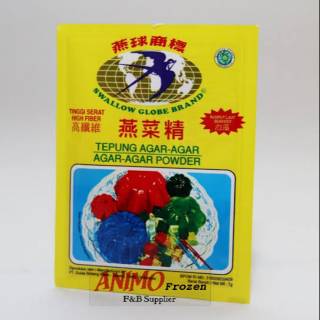 燕球商標
SWALLOW GLOBE BRAND®
TINGGI SERAT
HIGH FIBER
高纖維
燕菜精
TEPUNG AGAR-AGAR
AGAR-AGAR POWDER
ANIMO Frozen
F&B Supplier